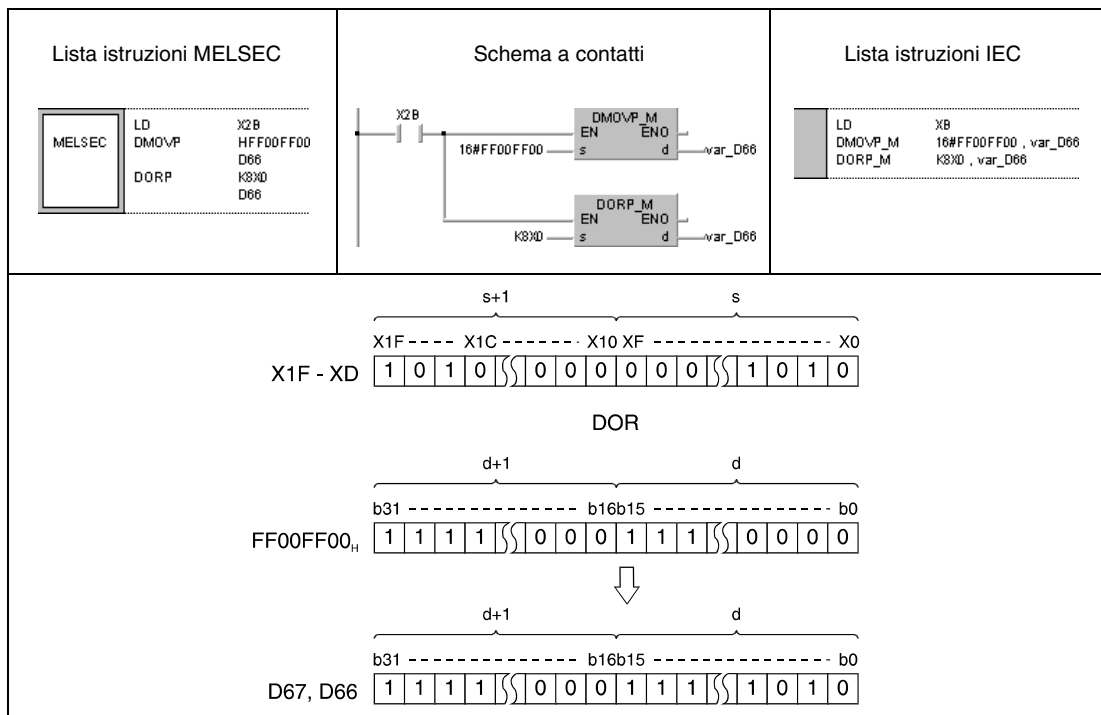 Lista istruzioni MELSEC
Schema a contatti
Lista istruzioni IEC
MELSEC
LD X2B
DMOVP HFF00FF00
D66
DORP K8X0
D66
X2B
DMOVP_M
EN ENO
16#FF00FF00 s d var_D66
DORP_M
EN ENO
K8X0 s d var_D66
LD XB
DMOVP_M 16#FF00FF00 , var_D66
DORP_M K8X0 , var_D66
s+1 s
X1F ---- X1C ------- X10 XF -------------- X0
X1F - XD 1 0 1 0 0 0 0 0 0 0 1 0 1 0
DOR
d+1 d
b31 ------------- b16b15 -------------- b0
FF00FF00H 1 1 1 1 0 0 0 1 1 1 0 0 0 0
d+1 d
b31 ------------- b16b15 -------------- b0
D67, D66 1 1 1 1 0 0 0 1 1 1 1 0 1 0